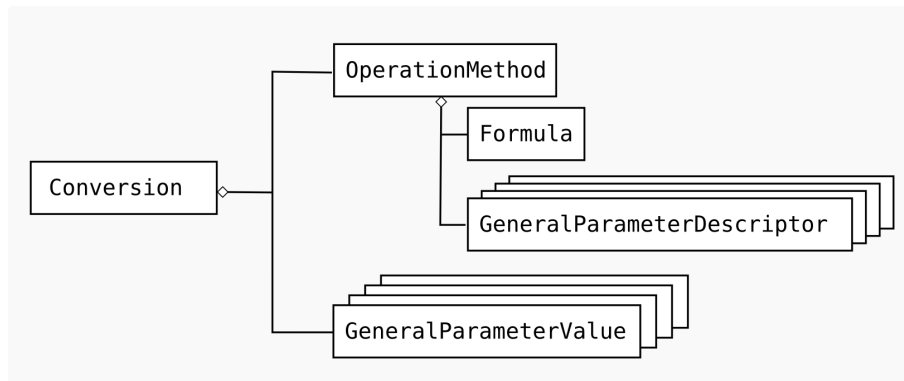 OperationMethod
Formula
Conversion
GeneralParameterDescriptor
GeneralParameterValue